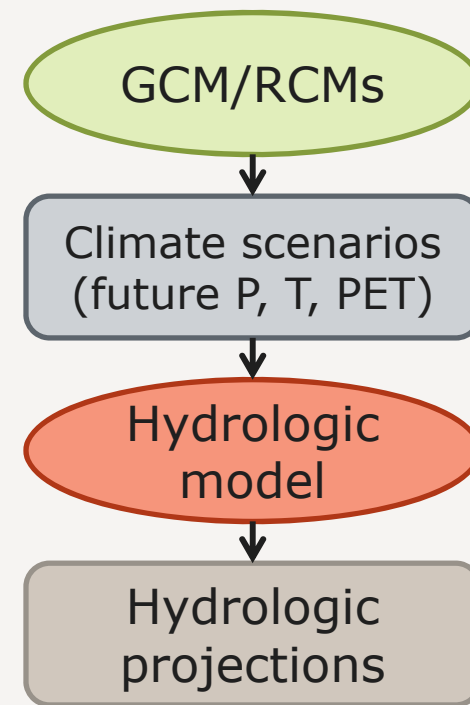 GCM/RCMs
Climate scenarios
(future P, T, PET)
Hydrologic
model
Hydrologic
projections